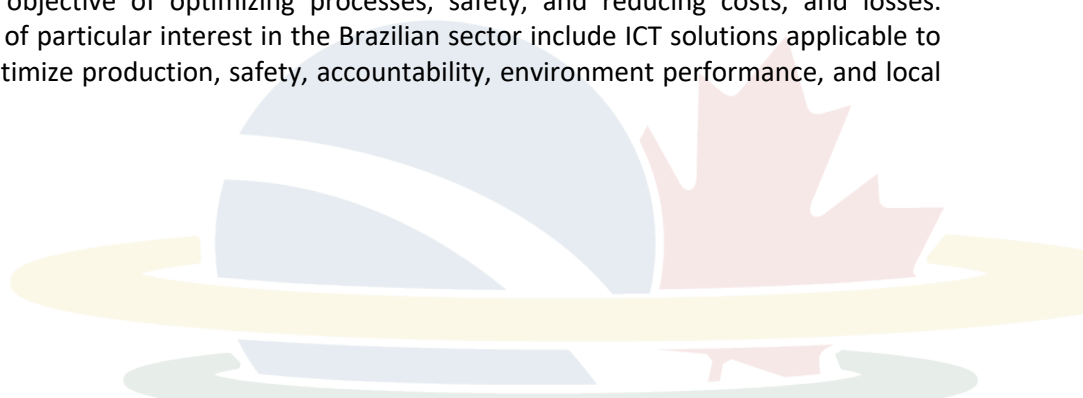 objective of optimizing processes, safety, and reducing costs, and losses.
of particular interest in the Brazilian sector include ICT solutions applicable to
timize production, safety, accountability, environment performance, and local